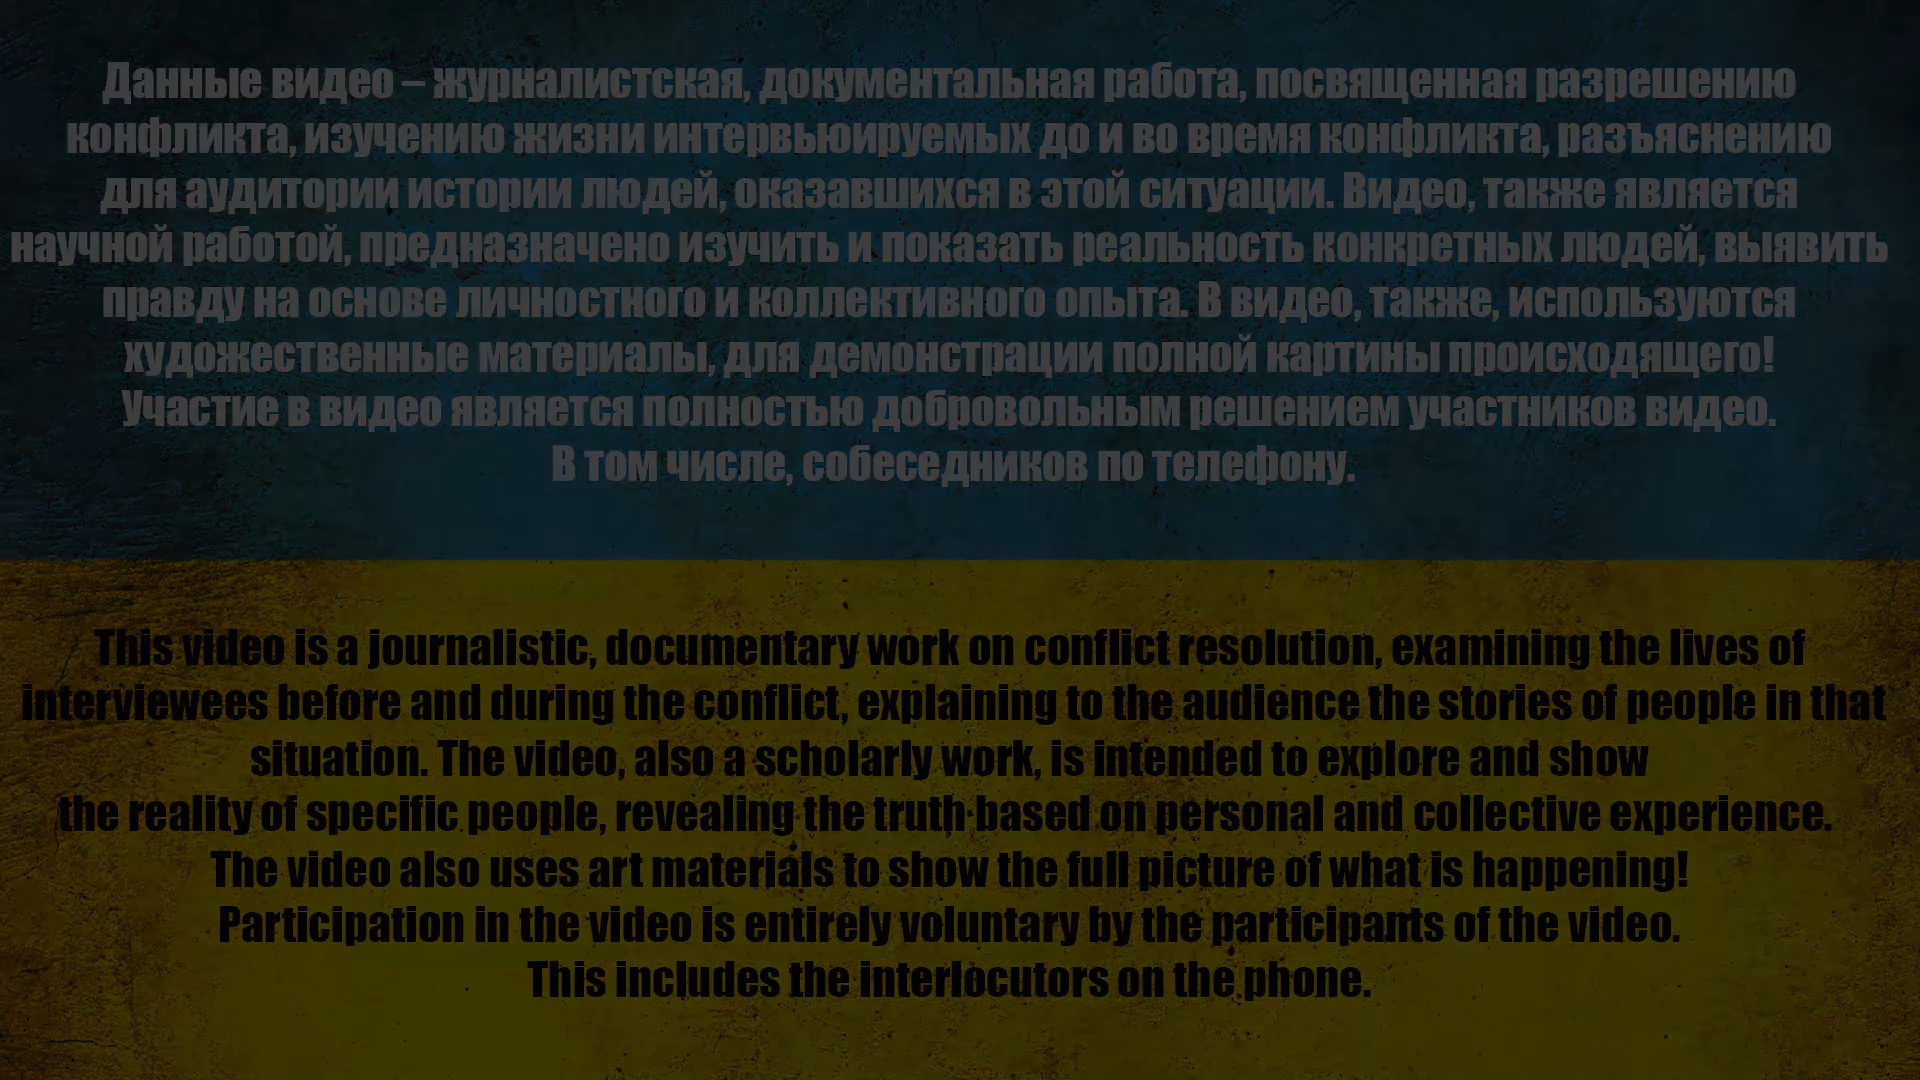 Данные видео – журналистская, документальная работа, посвященная разрешению
конфликта, изучению жизни интервьюируемых до и во время конфликта, разъяснению
для аудитории истории людей, оказавшихся в этой ситуации. Видео, также является
научной работой, предназначено изучить и показать реальность конкретных людей, выявить
правду на основе личностного и коллективного опыта. В видео, также, используются
художественные материалы, для демонстрации полной картины происходящего!
Участие в видео является полностью добровольным решением участников видео.
В том числе, собеседников по телефону.
This video is a journalistic, documentary work on conflict resolution, examining the lives of
interviewees before and during the conflict, explaining to the audience the stories of people in that
situation. The video, also a scholarly work, is intended to explore and show
the reality of specific people, revealing the truth based on personal and collective experience.
The video also uses art materials to show the full picture of what is happening!
Participation in the video is entirely voluntary by the participants of the video.
This includes the interlocutors on the phone.